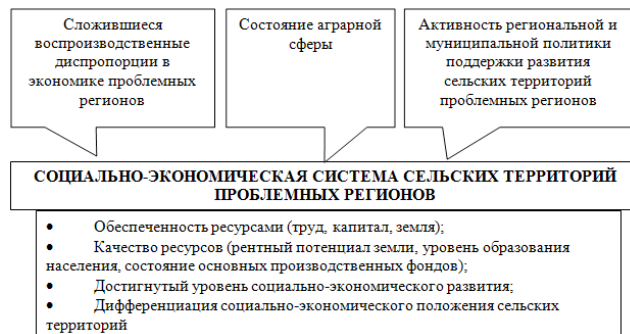 Сложившиеся
воспроизводственные
диспропорции в
экономике проблемных
регионов
Состояние аграрной
сферы
Активность региональной и
муниципальной политики
поддержки развития
сельских территорий
проблемных регионов
СОЦИАЛЬНО-ЭКОНОМИЧЕСКАЯ СИСТЕМА СЕЛЬСКИХ ТЕРРИТОРИЙ
ПРОБЛЕМНЫХ РЕГИОНОВ
• Обеспеченность ресурсами (труд, капитал, земля);
• Качество ресурсов (рентный потенциал земли, уровень образования
населения, состояние основных производственных фондов);
• Достигнутый уровень социально-экономического развития;
• Дифференциация социально-экономического положения сельских
территорий